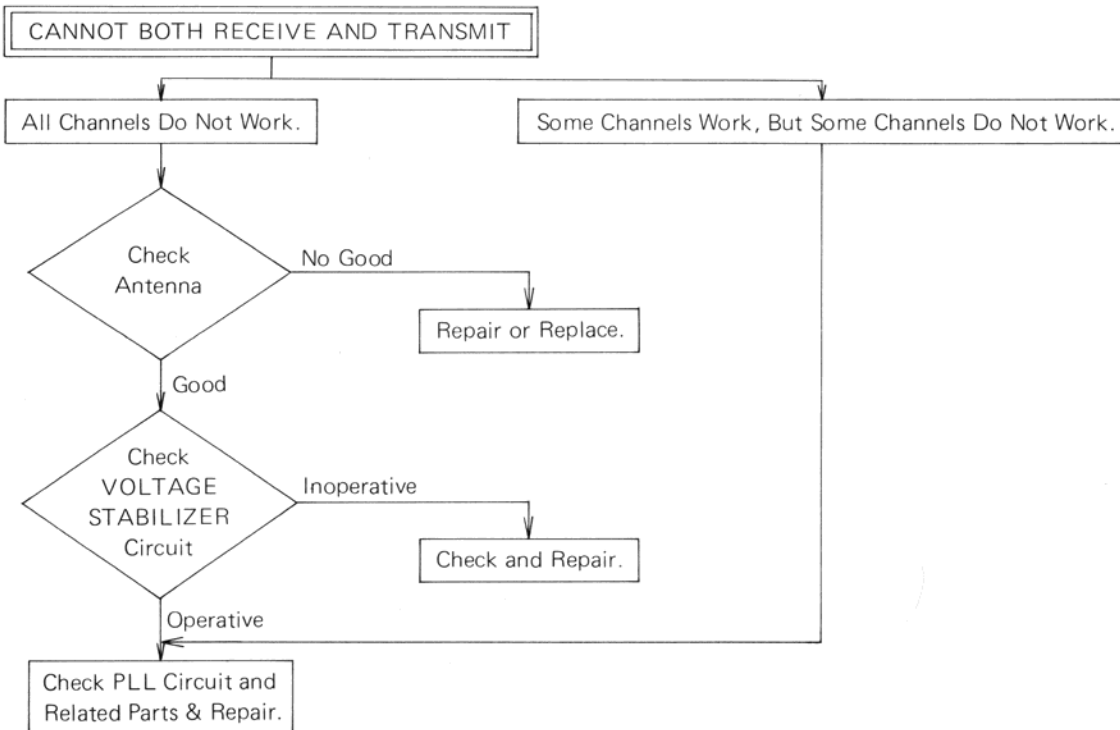 CANNOT BOTH RECEIVE AND TRANSMIT
All Channels Do Not Work.
Some Channels Work, But Some Channels Do Not Work.
Check
Antenna
No Good
Repair or Replace.
Good
Check
VOLTAGE
STABILIZER
Circuit
Inoperative
Check and Repair.
Operative
Check PLL Circuit and
Related Parts & Repair.